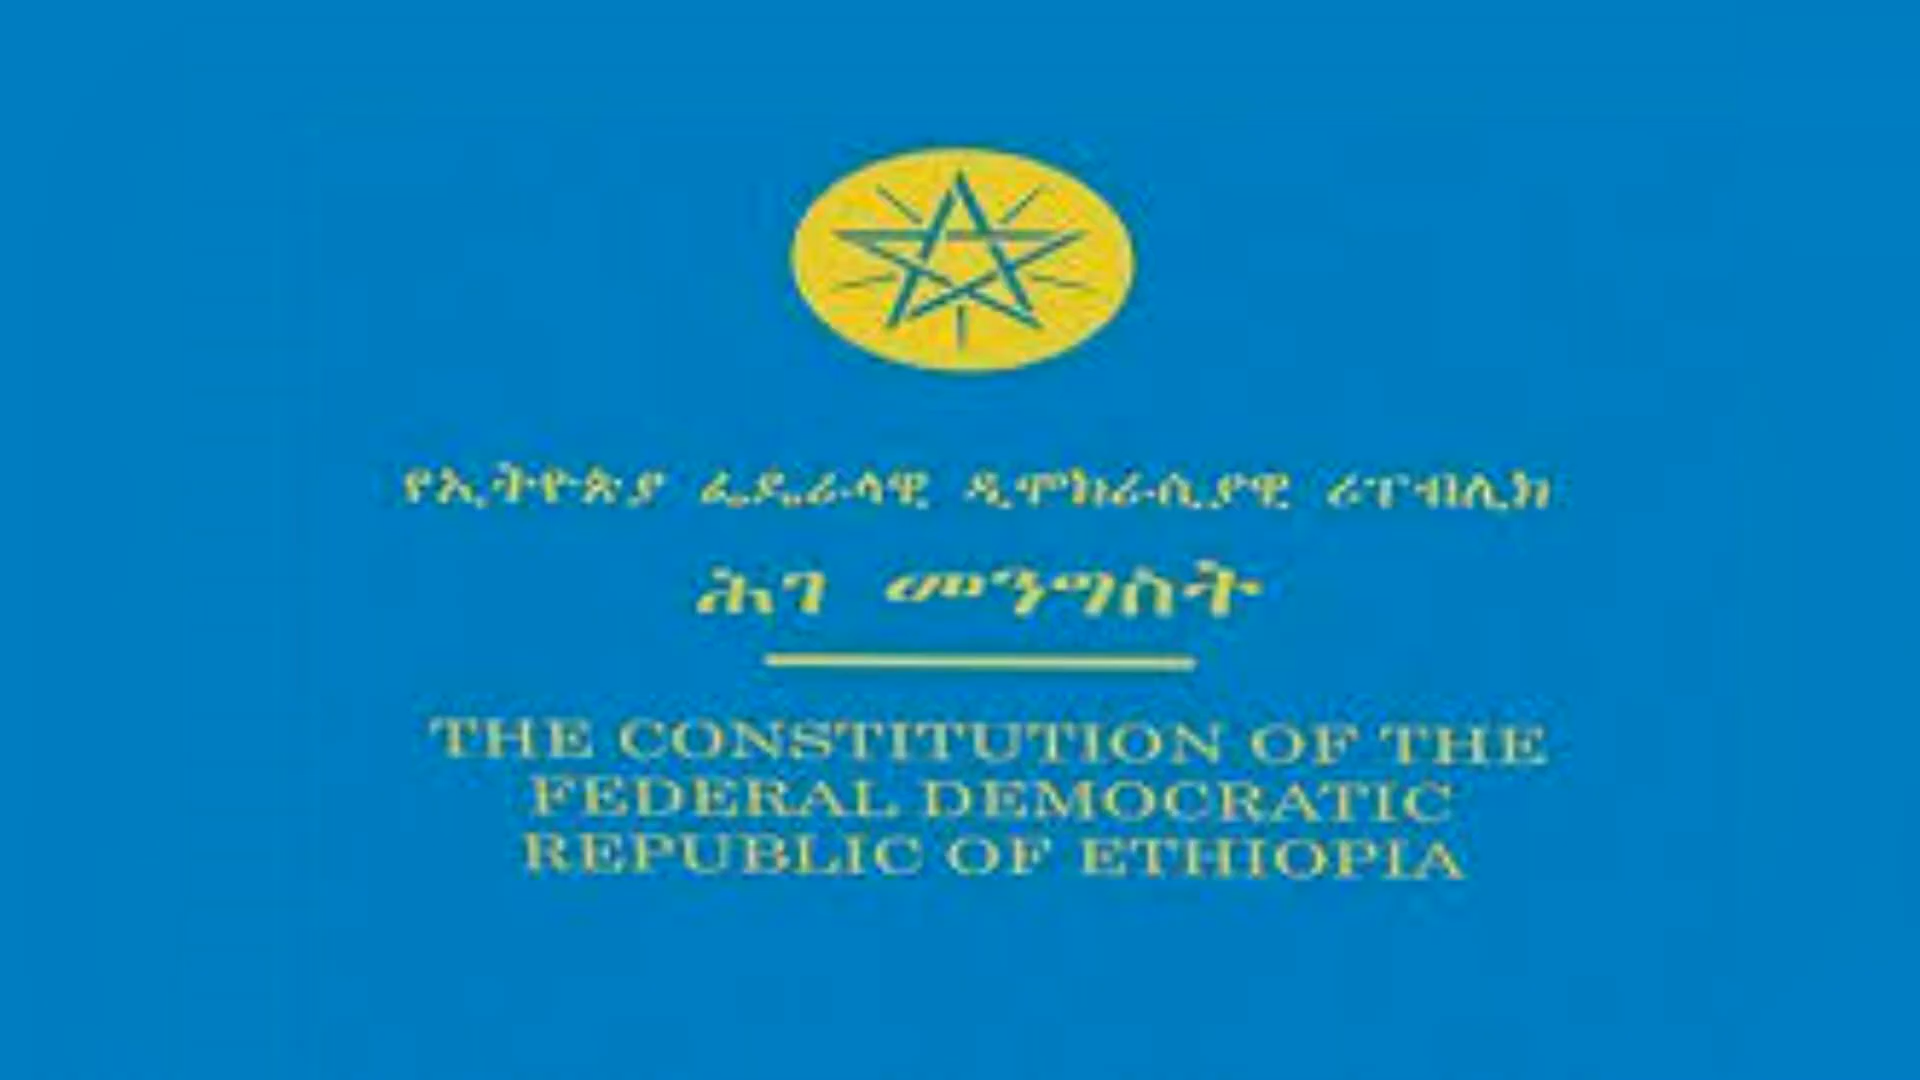 የኢትዮጵያ ፌዴራላዊ ዲሞክራሲያዊ ሪፐብሊክ
ሕገ መንግስት
THE CONSTITUTION OF THE
FEDERAL DEMOCRATIC
REPUBLIC OF ETHIOPIA